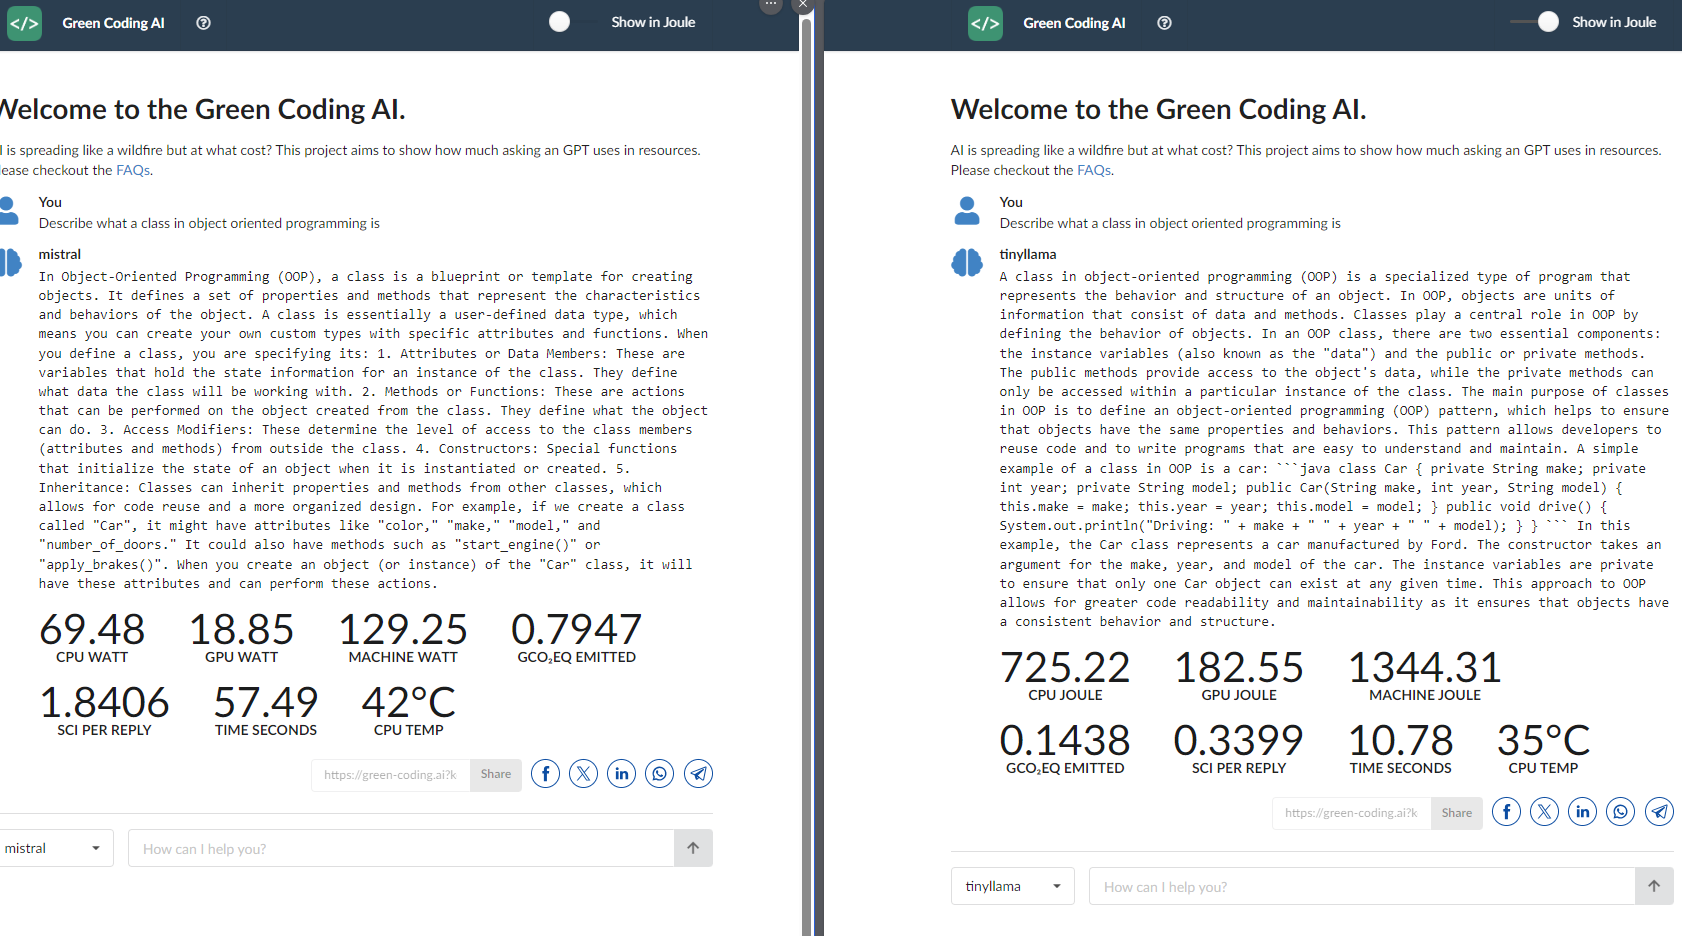 </> Green Coding AI ? Show in Joule
Welcome to the Green Coding AI.
I is spreading like a wildfire but at what cost? This project aims to show how much asking an GPT uses in resources.
lease checkout the FAQs.
You
Describe what a class in object oriented programming is
mistral
In Object-Oriented Programming (OOP), a class is a blueprint or template for creating
objects. It defines a set of properties and methods that represent the characteristics
and behaviors of the object. A class is essentially a user-defined data type, which
means you can create your own custom types with specific attributes and functions. When
you define a class, you are specifying its: 1. Attributes or Data Members: These are
variables that hold the state information for an instance of the class. They define
what data the class will be working with. 2. Methods or Functions: These are actions
that can be performed on the object created from the class. They define what the object
can do. 3. Access Modifiers: These determine the level of access to the class members
(attributes and methods) from outside the class. 4. Constructors: Special functions
that initialize the state of an object when it is instantiated or created. 5.
Inheritance: Classes can inherit properties and methods from other classes, which
allows for code reuse and a more organized design. For example, if we create a class
called "Car", it might have attributes like "color," "make," "model," and
"number_of_doors." It could also have methods such as "start_engine()" or
"apply_brakes()". When you create an object (or instance) of the "Car" class, it will
have these attributes and can perform these actions.
69.48 18.85 129.25 0.7947
CPU WATT GPU WATT MACHINE WATT GCO₂EQ EMITTED
1.8406 57.49 42°C
SCI PER REPLY TIME SECONDS CPU TEMP
https://green-coding.ai?k Share
mistral How can I help you?
</> Green Coding AI ? Show in Joule
Welcome to the Green Coding AI.
AI is spreading like a wildfire but at what cost? This project aims to show how much asking an GPT uses in resources.
Please checkout the FAQs.
You
Describe what a class in object oriented programming is
tinyllama
A class in object-oriented programming (OOP) is a specialized type of program that
represents the behavior and structure of an object. In OOP, objects are units of
information that consist of data and methods. Classes play a central role in OOP by
defining the behavior of objects. In an OOP class, there are two essential components:
the instance variables (also known as the "data") and the public or private methods.
The public methods provide access to the object's data, while the private methods can
only be accessed within a particular instance of the class. The main purpose of classes
in OOP is to define an object-oriented programming (OOP) pattern, which helps to ensure
that objects have the same properties and behaviors. This pattern allows developers to
reuse code and to write programs that are easy to understand and maintain. A simple
example of a class in OOP is a car: ```java class Car { private String make; private
int year; private String model; public Car(String make, int year, String model) {
this.make = make; this.year = year; this.model = model; } public void drive() {
System.out.println("Driving: " + make + " " + year + " " + model); } } ``` In this
example, the Car class represents a car manufactured by Ford. The constructor takes an
argument for the make, year, and model of the car. The instance variables are private
to ensure that only one Car object can exist at any given time. This approach to OOP
allows for greater code readability and maintainability as it ensures that objects have
a consistent behavior and structure.
725.22 182.55 1344.31
CPU JOULE GPU JOULE MACHINE JOULE
0.1438 0.3399 10.78 35°C
GCO₂EQ EMITTED SCI PER REPLY TIME SECONDS CPU TEMP
https://green-coding.ai?k Share
tinyllama How can I help you?